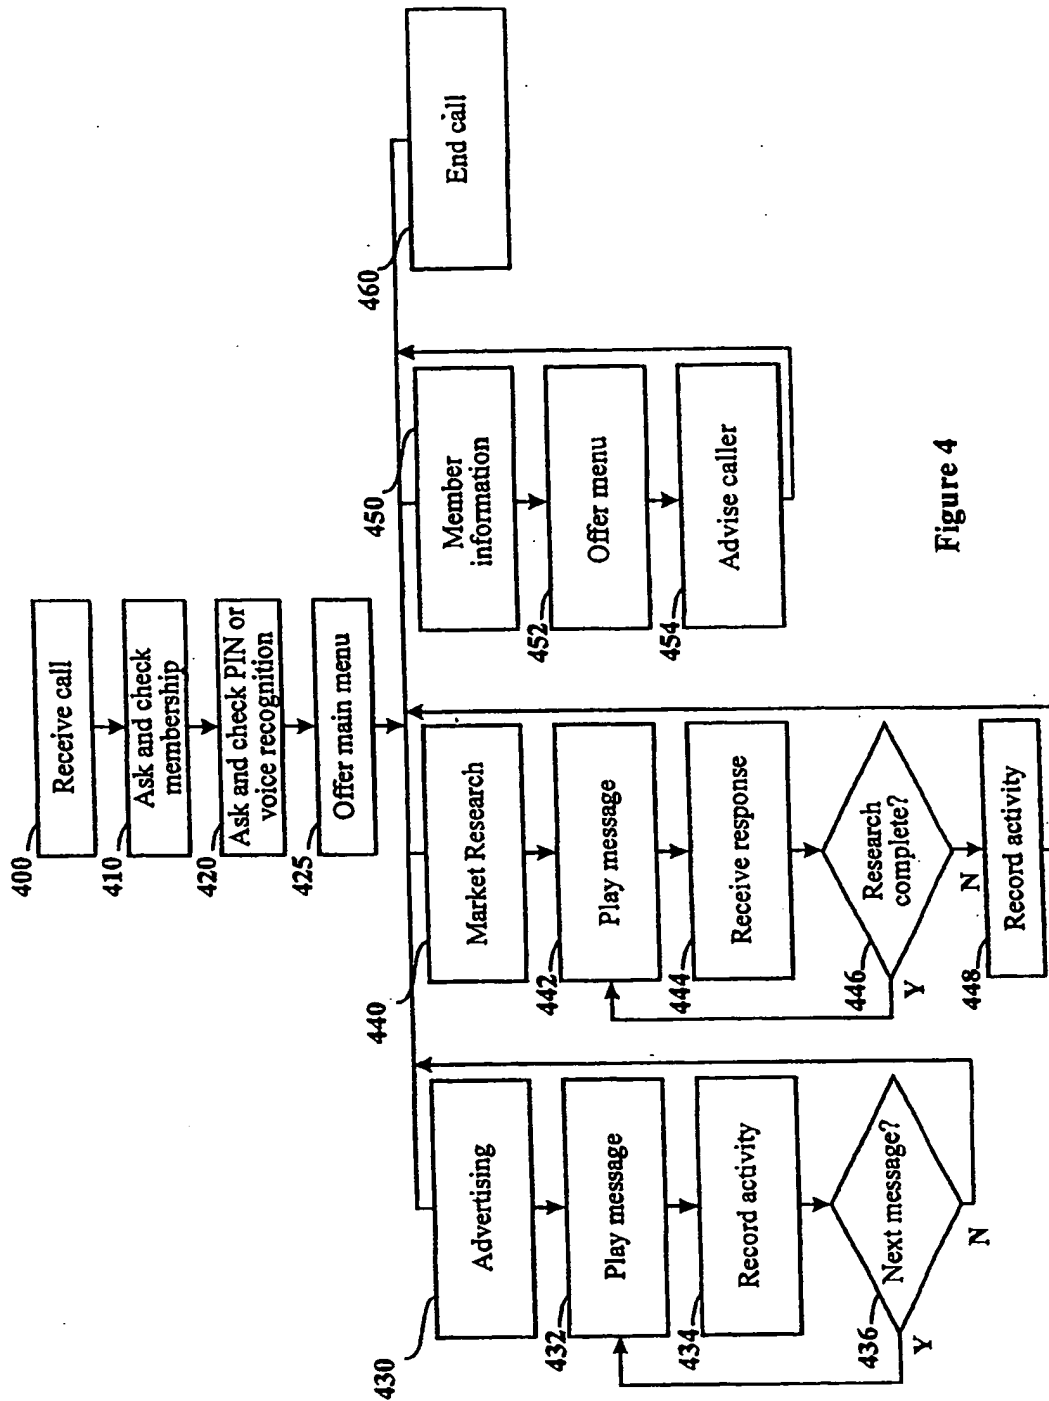 400
Receive call
410
Ask and check
membership
420
Ask and check PIN or
voice recognition
425
Offer main menu
430
Advertising
432
Play message
434
Record activity
436
Next message?
Y
N
440
Market Research
442
Play message
444
Receive response
446
Research
complete?
Y
N
448
Record activity
450
Member
information
452
Offer menu
454
Advise caller
460
End call
Figure 4